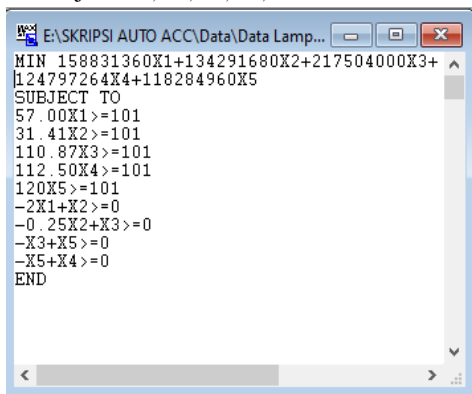 E:\SKRIPSI AUTO ACC\Data\Data Lamp...
MIN 158831360X1+134291680X2+217504000X3+
124797264X4+118284960X5
SUBJECT TO
57.00X1>=101
31.41X2>=101
110.87X3>=101
112.50X4>=101
120X5>=101
-2X1+X2>=0
-0.25X2+X3>=0
-X3+X5>=0
-X5+X4>=0
END